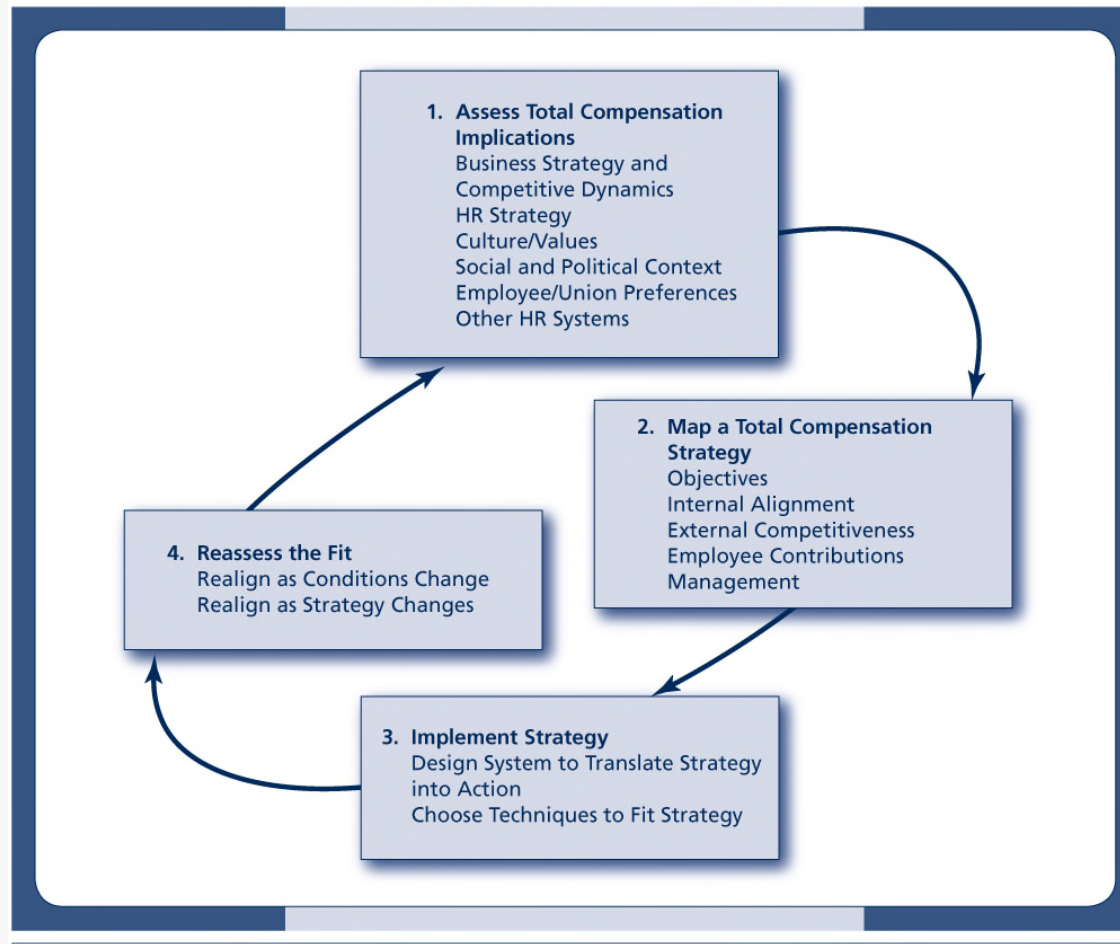 1. Assess Total Compensation
Implications
Business Strategy and
Competitive Dynamics
HR Strategy
Culture/Values
Social and Political Context
Employee/Union Preferences
Other HR Systems
2. Map a Total Compensation
Strategy
Objectives
Internal Alignment
External Competitiveness
Employee Contributions
Management
3. Implement Strategy
Design System to Translate Strategy
into Action
Choose Techniques to Fit Strategy
4. Reassess the Fit
Realign as Conditions Change
Realign as Strategy Changes